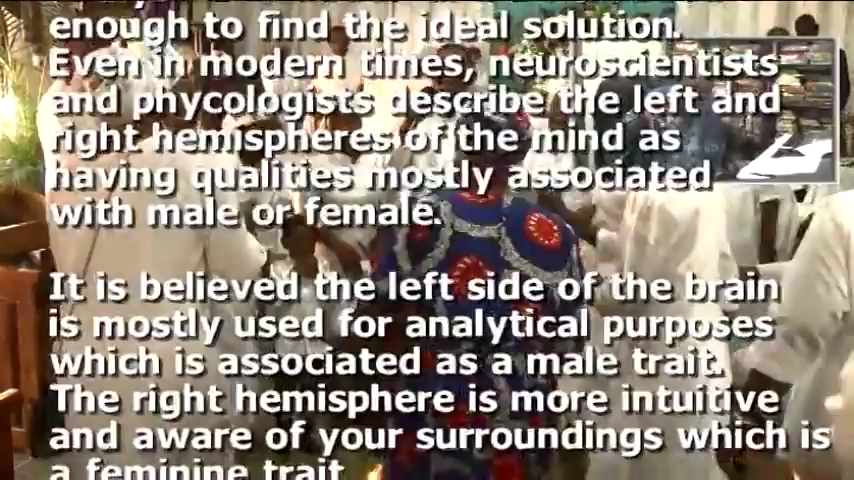 enough to find the ideal solution.
Even in modern times, neuroscientists
and phycologists describe the left and
right hemispheres of the mind as
having qualities mostly associated
with male or female.
It is believed the left side of the brain
is mostly used for analytical purposes
which is associated as a male trait.
The right hemisphere is more intuitive
and aware of your surroundings which is
a feminine trait